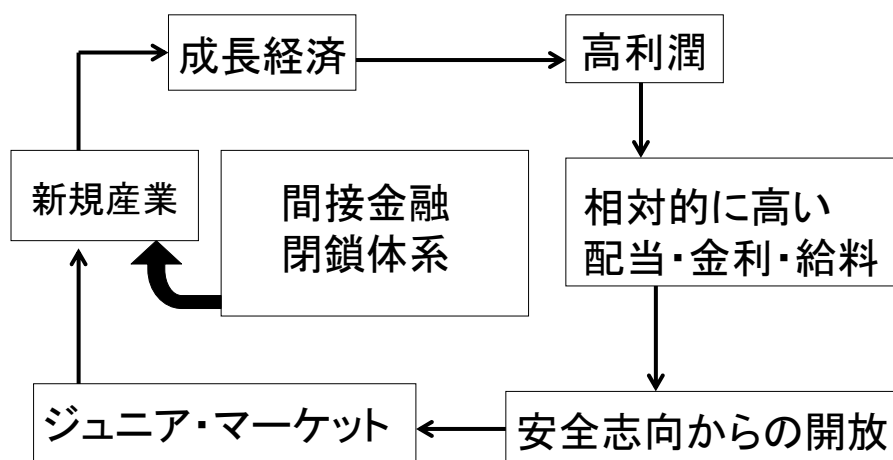 成長経済
高利潤
新規産業
間接金融
閉鎖体系
相対的に高い
配当・金利・給料
ジュニア・マーケット
安全志向からの開放